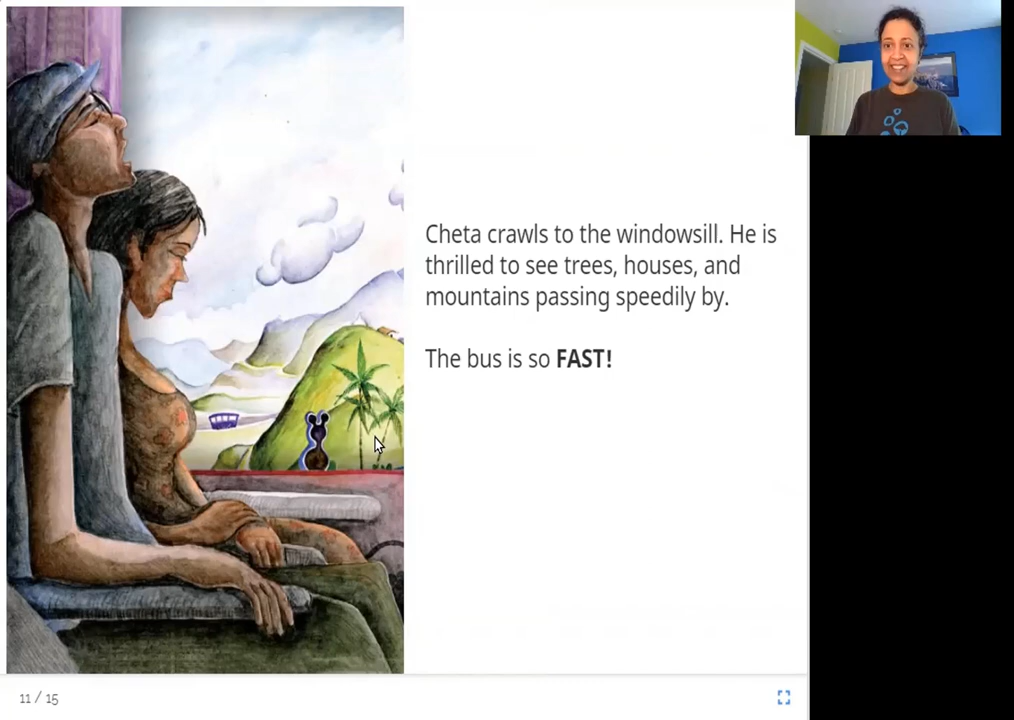 Cheta crawls to the windowsill. He is
thrilled to see trees, houses, and
mountains passing speedily by.
The bus is so FAST!
11 / 15